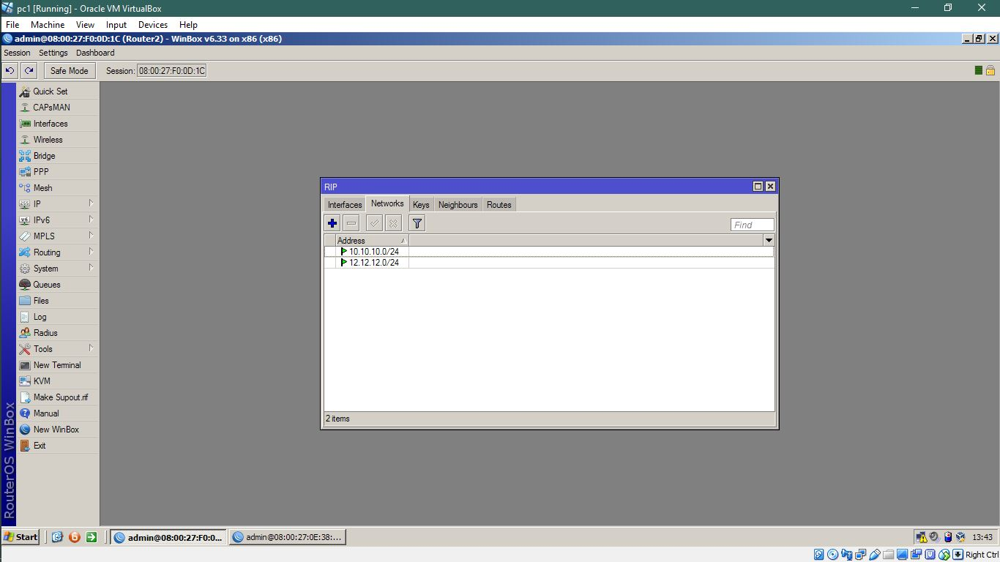 pc1 [Running] - Oracle VM VirtualBox
File Machine View Input Devices Help
admin@08:00:27:F0:0D:1C (Router2) - WinBox v6.33 on x86 (x86)
Session Settings Dashboard
Safe Mode Session: 08:00:27:F0:0D:1C
Quick Set
CAPsMAN
Interfaces
Wireless
Bridge
PPP
Mesh
IP
IPv6
MPLS
Routing
System
Queues
Files
Log
Radius
Tools
New Terminal
KVM
Make Supout.rif
Manual
New WinBox
Exit
RouterOS WinBox
RIP
Interfaces Networks Keys Neighbours Routes
Find
Address
10.10.10.0/24
12.12.12.0/24
2 items
Start admin@08:00:27:F0:0... admin@08:00:27:0E:38:... 13:43
Right Ctrl